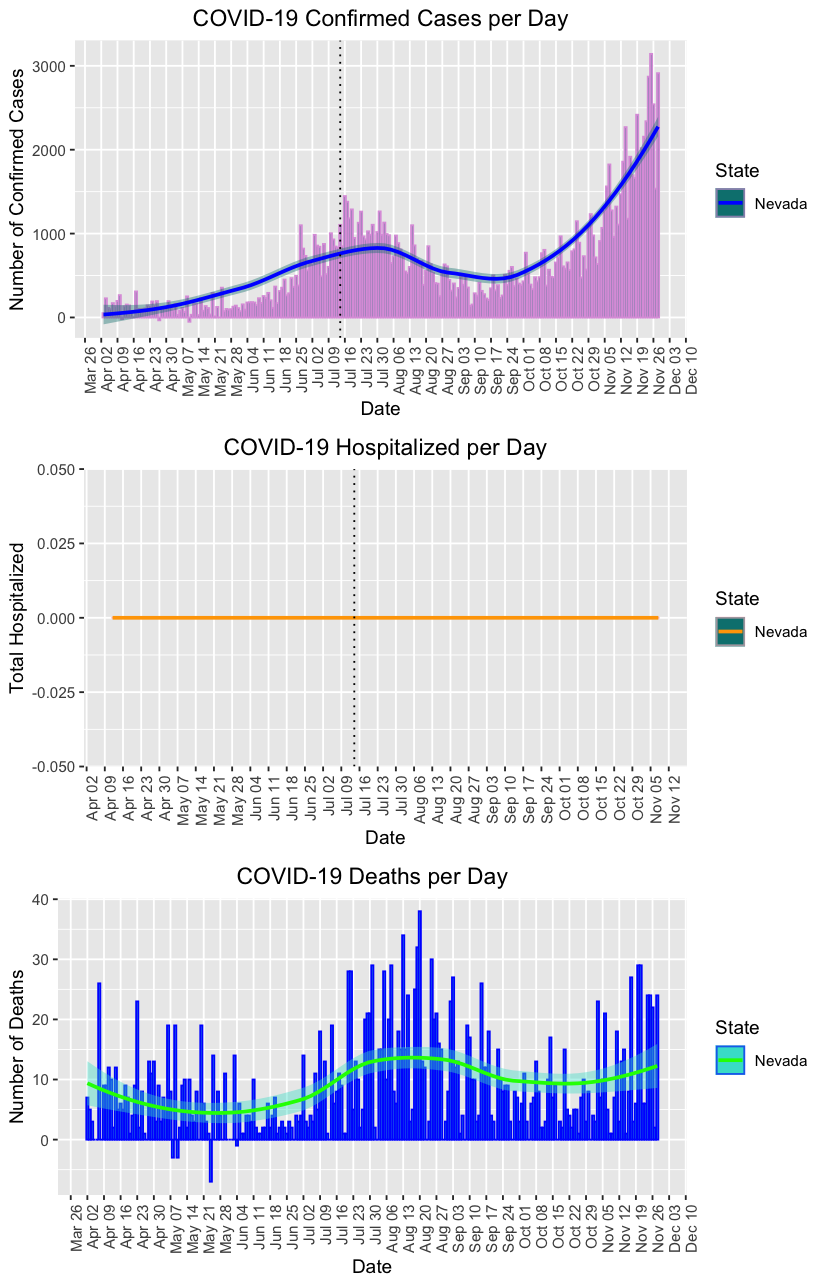 COVID-19 Confirmed Cases per Day
Number of Confirmed Cases
3000
2000
1000
0
Mar 26
Apr 02
Apr 09
Apr 16
Apr 23
Apr 30
May 07
May 14
May 21
May 28
Jun 04
Jun 11
Jun 18
Jun 25
Jul 02
Jul 09
Jul 16
Jul 23
Jul 30
Aug 06
Aug 13
Aug 20
Aug 27
Sep 03
Sep 10
Sep 17
Sep 24
Oct 01
Oct 08
Oct 15
Oct 22
Oct 29
Nov 05
Nov 12
Nov 19
Nov 26
Dec 03
Dec 10
Date
State
Nevada
COVID-19 Hospitalized per Day
Total Hospitalized
0.050
0.025
0.000
-0.025
-0.050
Apr 02
Apr 09
Apr 16
Apr 23
Apr 30
May 07
May 14
May 21
May 28
Jun 04
Jun 11
Jun 18
Jun 25
Jul 02
Jul 09
Jul 16
Jul 23
Jul 30
Aug 06
Aug 13
Aug 20
Aug 27
Sep 03
Sep 10
Sep 17
Sep 24
Oct 01
Oct 08
Oct 15
Oct 22
Oct 29
Nov 05
Nov 12
Date
State
Nevada
COVID-19 Deaths per Day
Number of Deaths
40
30
20
10
0
Mar 26
Apr 02
Apr 09
Apr 16
Apr 23
Apr 30
May 07
May 14
May 21
May 28
Jun 04
Jun 11
Jun 18
Jun 25
Jul 02
Jul 09
Jul 16
Jul 23
Jul 30
Aug 06
Aug 13
Aug 20
Aug 27
Sep 03
Sep 10
Sep 17
Sep 24
Oct 01
Oct 08
Oct 15
Oct 22
Oct 29
Nov 05
Nov 12
Nov 19
Nov 26
Dec 03
Dec 10
Date
State
Nevada